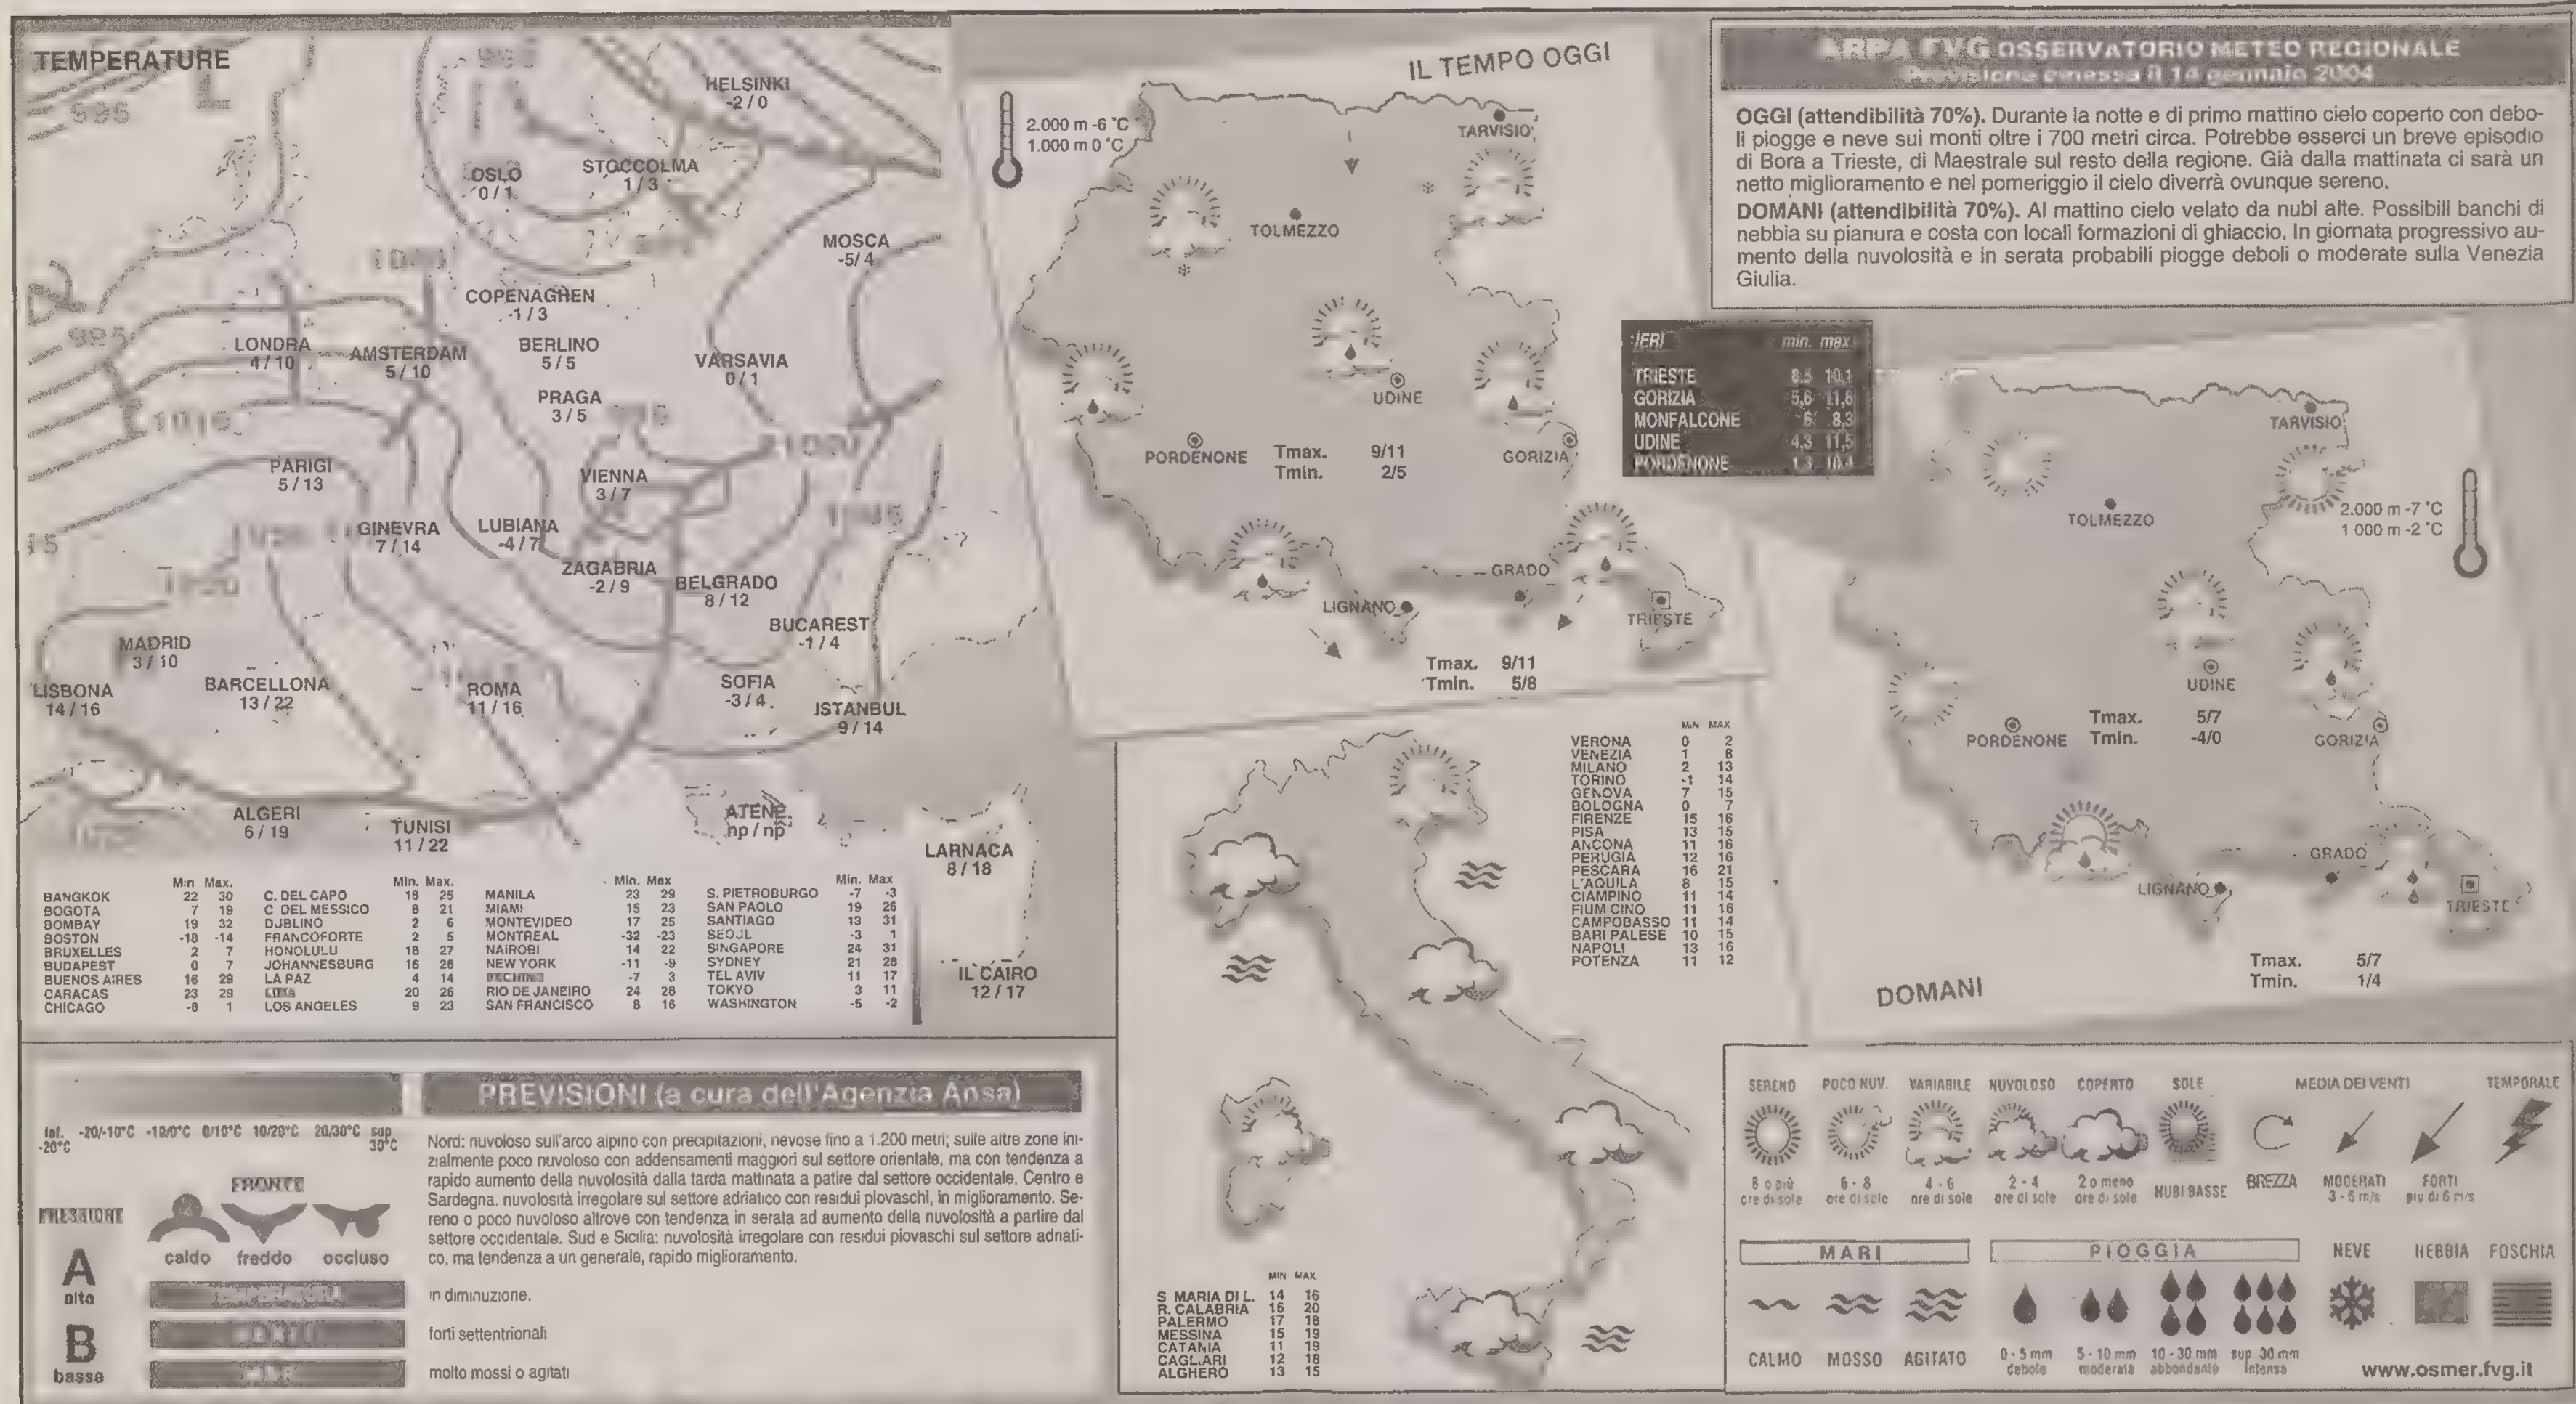 TEMPERATURE
HELSINKI
-2 / 0
OSLO
0 / 1
STOCCOLMA
1 / 3
MOSCA
-5/ 4
COPENAGHEN
-1 / 3
LONDRA
4 / 10
AMSTERDAM
5 / 10
BERLINO
5 / 5
VARSAVIA
0 / 1
PRAGA
3 / 5
PARIGI
5 / 13
VIENNA
3 / 7
GINEVRA
7 / 14
LUBIANA
-4 / 7
ZAGABRIA
-2 / 9
BELGRADO
8 / 12
BUCAREST
-1 / 4
MADRID
3 / 10
LISBONA
14 / 16
BARCELLONA
13 / 22
ROMA
11 / 16
SOFIA
-3 / 4
ISTANBUL
9 / 14
ALGERI
6 / 19
TUNISI
11 / 22
ATENE
np / np
LARNACA
8 / 18
IL CAIRO
12 / 17
Min Max.
BANGKOK 22 30
BOGOTA 7 19
BOMBAY 19 32
BOSTON -18 -14
BRUXELLES 2 7
BUDAPEST 0 7
BUENOS AIRES 16 29
CARACAS 23 29
CHICAGO -8 1
Min. Max.
C. DEL CAPO 18 25
C DEL MESSICO 8 21
DUBLINO 2 6
FRANCOFORTE 2 5
HONOLULU 18 27
JOHANNESBURG 16 26
LA PAZ 4 14
LIMA 20 26
LOS ANGELES 9 23
Min. Max
MANILA 23 29
MIAMI 15 23
MONTEVIDEO 17 25
MONTREAL -32 -23
NAIROBI 14 22
NEW YORK -11 -9
PECHINO -7 3
RIO DE JANEIRO 24 28
SAN FRANCISCO 8 16
Min. Max
S. PIETROBURGO -7 -3
SAN PAOLO 19 26
SANTIAGO 13 31
SEOUL -3 1
SINGAPORE 24 31
SYDNEY 21 28
TEL AVIV 11 17
TOKYO 3 11
WASHINGTON -5 -2
IL TEMPO OGGI
2.000 m -6 °C
1.000 m 0 °C
TARVISIO
TOLMEZZO
UDINE
PORDENONE
Tmax. 9/11
Tmin. 2/5
GORIZIA
GRADO
LIGNANO
TRIESTE
Tmax. 9/11
Tmin. 5/8
ARPA FVG OSSERVATORIO METEO REGIONALE
Previsione emessa il 14 gennaio 2004
OGGI (attendibilità 70%). Durante la notte e di primo mattino cielo coperto con debo-
li piogge e neve sui monti oltre i 700 metri circa. Potrebbe esserci un breve episodio
di Bora a Trieste, di Maestrale sul resto della regione. Già dalla mattinata ci sarà un
netto miglioramento e nel pomeriggio il cielo diverrà ovunque sereno.
DOMANI (attendibilità 70%). Al mattino cielo velato da nubi alte. Possibili banchi di
nebbia su pianura e costa con locali formazioni di ghiaccio. In giornata progressivo au-
mento della nuvolosità e in serata probabili piogge deboli o moderate sulla Venezia
Giulia.
IERI min. max.
TRIESTE 8,5 10,1
GORIZIA 5,6 11,8
MONFALCONE 6 8,3
UDINE 4,3 11,5
PORDENONE 1,3 10,4
TARVISIO
2.000 m -7 °C
1 000 m -2 °C
TOLMEZZO
UDINE
PORDENONE
Tmax. 5/7
Tmin. -4/0
GORIZIA
GRADO
LIGNANO
TRIESTE
Tmax. 5/7
Tmin. 1/4
DOMANI
MIN MAX
VERONA 0 2
VENEZIA 1 8
MILANO 2 13
TORINO -1 14
GENOVA 7 15
BOLOGNA 0 7
FIRENZE 15 16
PISA 13 15
ANCONA 11 16
PERUGIA 12 16
PESCARA 16 21
L'AQUILA 8 15
CIAMPINO 11 14
FIUM CINO 11 16
CAMPOBASSO 11 14
BARI PALESE 10 15
NAPOLI 13 16
POTENZA 11 12
MIN MAX
S MARIA DI L. 14 16
R. CALABRIA 16 20
PALERMO 17 18
MESSINA 15 19
CATANIA 11 19
CAGLIARI 12 18
ALGHERO 13 15
PREVISIONI (a cura dell'Agenzia Ansa)
Inf. -20°C -20/-10°C -10/0°C 0/10°C 10/20°C 20/30°C sup 30°C
FRONTE
PRESSIONE
caldo freddo occluso
A
alta
B
bassa
Nord: nuvoloso sull'arco alpino con precipitazioni, nevose fino a 1.200 metri; sulle altre zone ini-
zialmente poco nuvoloso con addensamenti maggiori sul settore orientale, ma con tendenza a
rapido aumento della nuvolosità dalla tarda mattinata a patire dal settore occidentale. Centro e
Sardegna. nuvolosità irregolare sul settore adriatico con residui piovaschi, in miglioramento. Se-
reno o poco nuvoloso altrove con tendenza in serata ad aumento della nuvolosità a partire dal
settore occidentale. Sud e Sicilia: nuvolosità irregolare con residui piovaschi sul settore adriati-
co, ma tendenza a un generale, rapido miglioramento.
TEMPERATURA in diminuzione.
VENTI forti settentrionali
MARI molto mossi o agitati
SERENO POCO NUV. VARIABILE NUVOLOSO COPERTO SOLE MEDIA DEI VENTI TEMPORALE
8 o più ore di sole
6 - 8 ore di sole
4 - 6 ore di sole
2 - 4 ore di sole
2 o meno ore di sole
NUBI BASSE
BREZZA
MODERATI 3 - 6 m/s
FORTI piu di 6 m/s
MARI PIOGGIA NEVE NEBBIA FOSCHIA
CALMO MOSSO AGITATO
0 - 5 mm debole
5 - 10 mm moderata
10 - 30 mm abbondante
sup 30 mm intensa
www.osmer.fvg.it